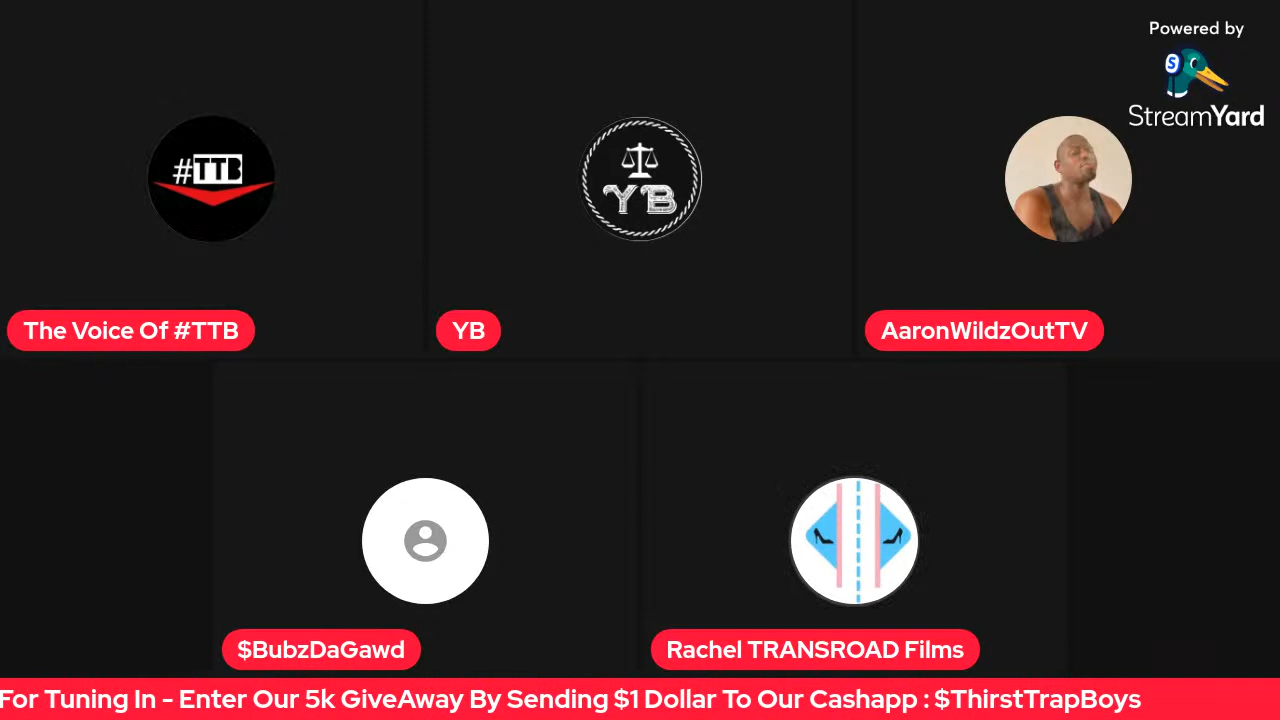 Powered by
S
StreamYard
#TTB
YB
The Voice Of #TTB
YB
AaronWildzOutTV
$BubzDaGawd
Rachel TRANSROAD Films
For Tuning In - Enter Our 5k GiveAway By Sending $1 Dollar To Our Cashapp : $ThirstTrapBoys